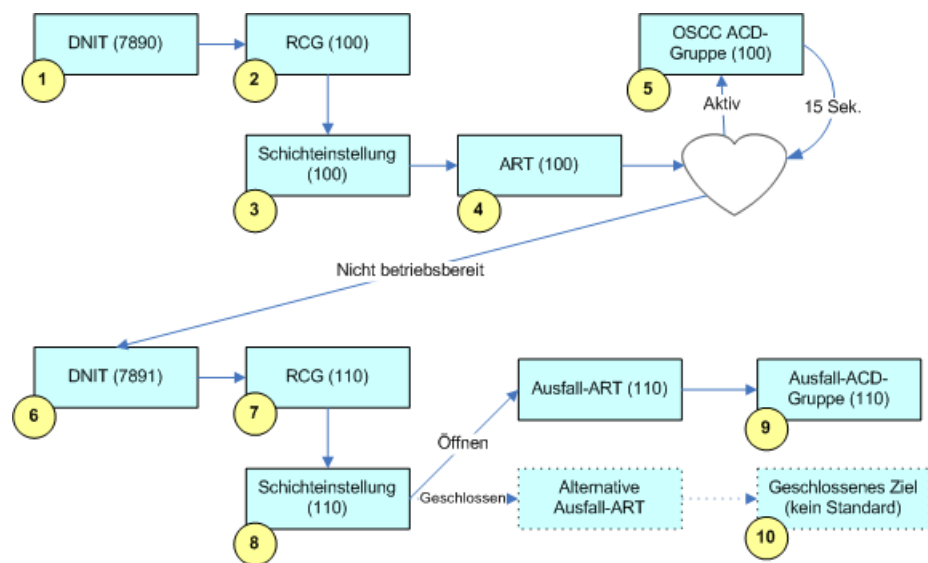 DNIT (7890)
1
RCG (100)
2
OSCC ACD-
Gruppe (100)
5
Aktiv
15 Sek.
Schichteinstellung
(100)
3
ART (100)
4
Nicht betriebsbereit
DNIT (7891)
6
RCG (110)
7
Ausfall-ART (110)
Ausfall-ACD-
Gruppe (110)
9
Öffnen
Schichteinstellung
(110)
8
Geschlossen
Alternative
Ausfall-ART
Geschlossenes Ziel
(kein Standard)
10